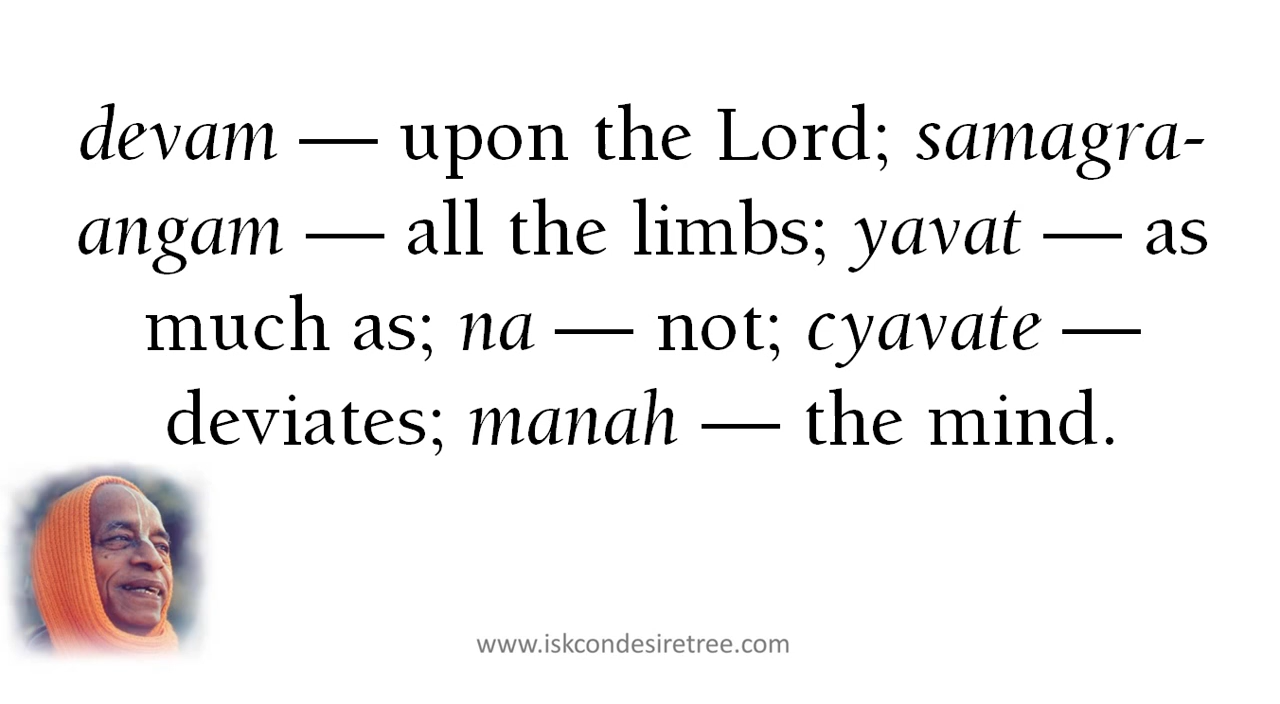 devam — upon the Lord; samagra-
angam — all the limbs; yavat — as
much as; na — not; cyavate —
deviates; manah — the mind.
www.iskcondesiretree.com